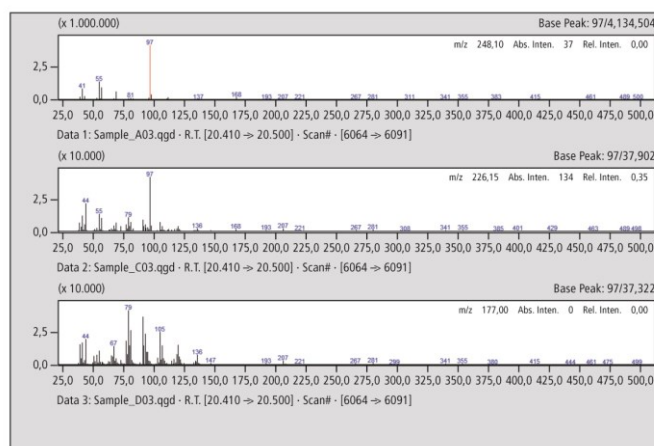 (x 1.000.000) Base Peak: 97/4,134,504
m/z 248,10 Abs. Inten. 37 Rel. Inten. 0,00
97
2,5
41 55 81 137 168 193 207 221 267 281 311 341 355 383 415 461 489 500
0,0
25,0 50,0 75,0 100,0 125,0 150,0 175,0 200,0 225,0 250,0 275,0 300,0 325,0 350,0 375,0 400,0 425,0 450,0 475,0 500,0
Data 1: Sample_A03.qgd · R.T. [20.410 -> 20.500] · Scan# · [6064 -> 6091]
(x 10.000) Base Peak: 97/37,902
m/z 226,15 Abs. Inten. 134 Rel. Inten. 0,35
97
2,5
44 55 79 136 168 193 207 221 267 281 308 341 355 385 401 429 463 489 498
0,0
25,0 50,0 75,0 100,0 125,0 150,0 175,0 200,0 225,0 250,0 275,0 300,0 325,0 350,0 375,0 400,0 425,0 450,0 475,0 500,0
Data 2: Sample_C03.qgd · R.T. [20.410 -> 20.500] · Scan# · [6064 -> 6091]
(x 10.000) Base Peak: 97/37,322
m/z 177,00 Abs. Inten. 0 Rel. Inten. 0,00
79
2,5
44 67 105 136 147 193 207 221 267 281 299 341 355 380 415 444 461 475 499
0,0
25,0 50,0 75,0 100,0 125,0 150,0 175,0 200,0 225,0 250,0 275,0 300,0 325,0 350,0 375,0 400,0 425,0 450,0 475,0 500,0
Data 3: Sample_D03.qgd · R.T. [20.410 -> 20.500] · Scan# · [6064 -> 6091]